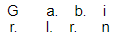 G a. b. i
r. l. r. n